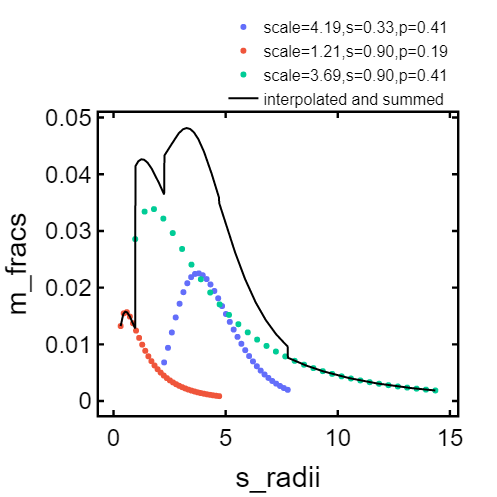 scale=4.19,s=0.33,p=0.41
scale=1.21,s=0.90,p=0.19
scale=3.69,s=0.90,p=0.41
interpolated and summed
0.05
0.04
0.03
0.02
0.01
0
m_fracs
0 5 10 15
s_radii